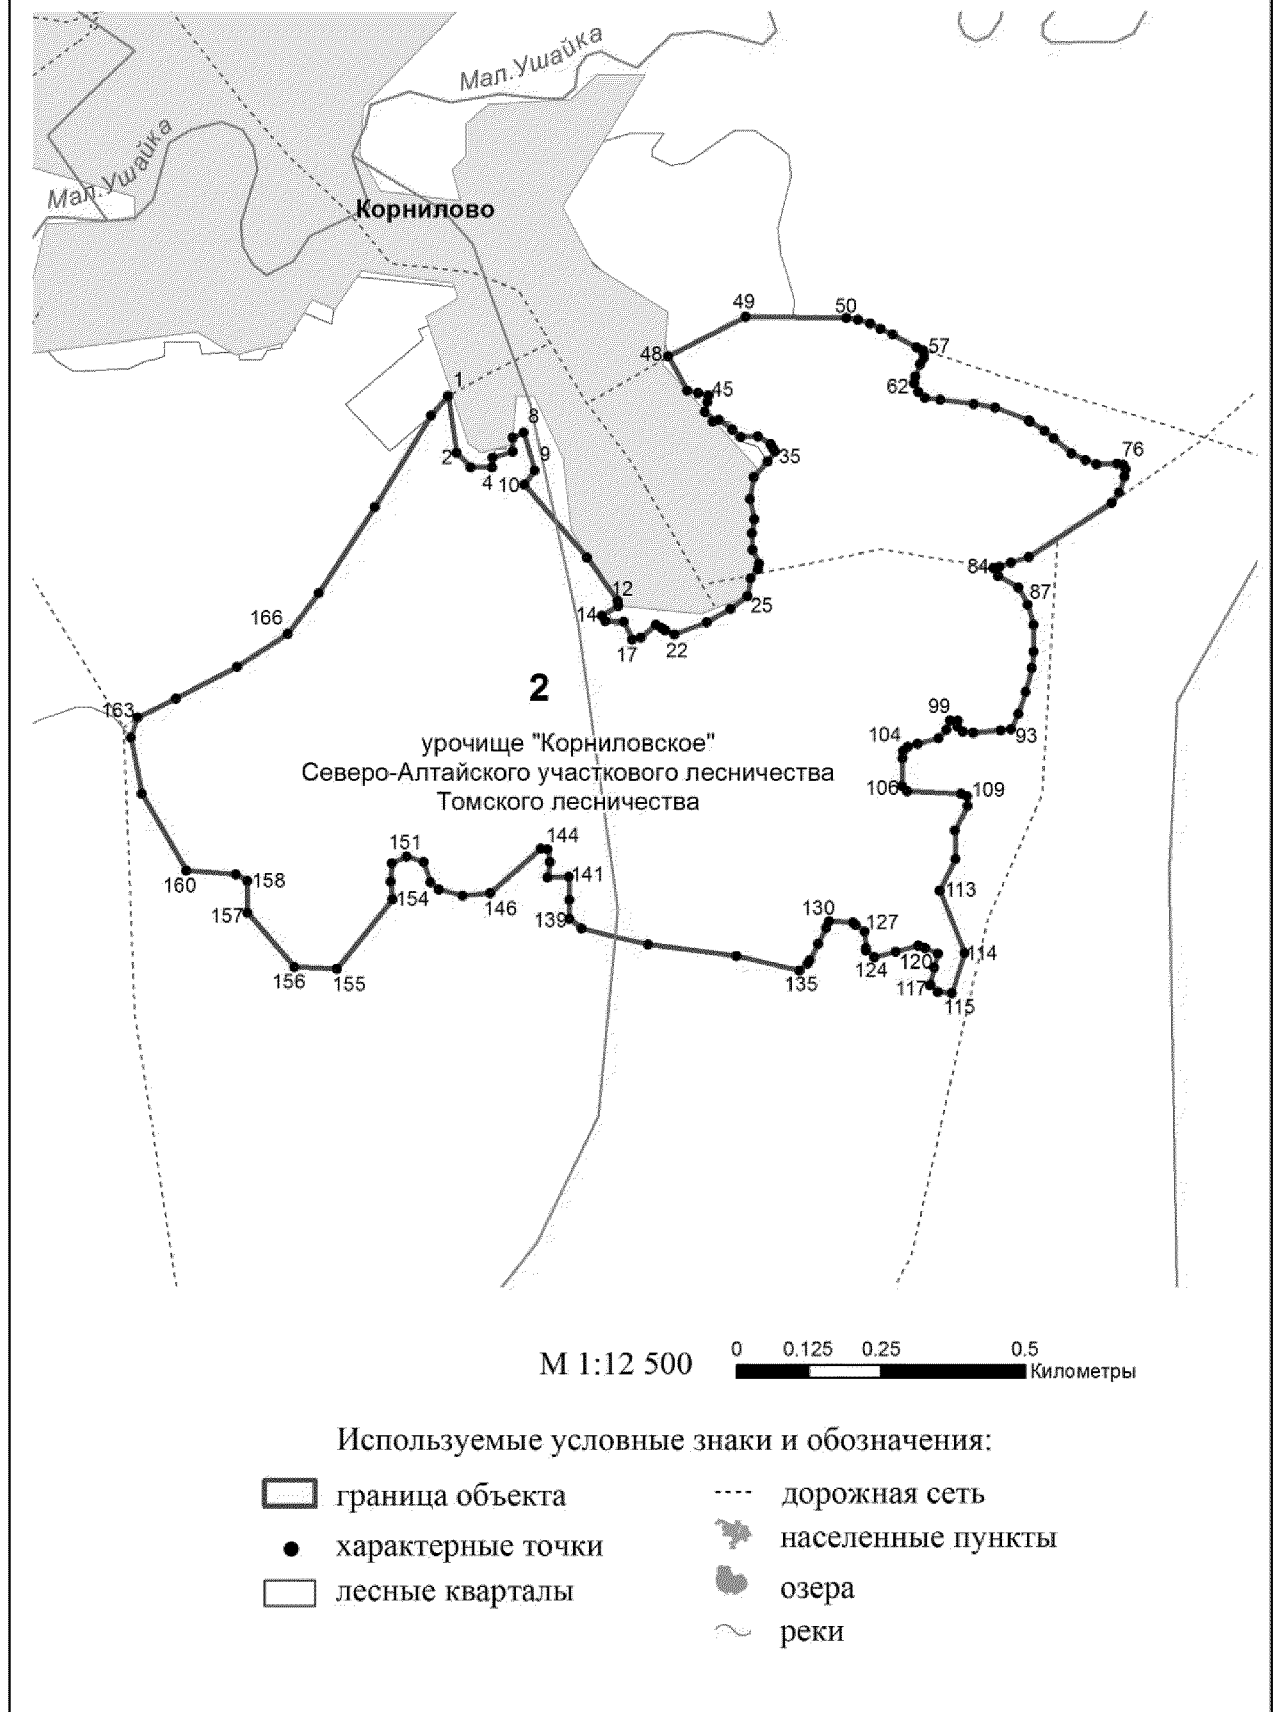 Мал.Ушайка
Мал.Ушайка
Корнилово
49
50
48
57
1
45
62
8
2
9
35
76
4
10
12
84
14
25
87
166
17
22
2
163
99
93
104
урочище "Корниловское"
Северо-Алтайского участкового лесничества
Томского лесничества
106
109
151
144
160
158
154
146
141
113
157
139
130
127
156
155
135
124
120
114
117
115
М 1:12 500
0 0.125 0.25 0.5
Километры
Используемые условные знаки и обозначения:
граница объекта
дорожная сеть
характерные точки
населенные пункты
лесные кварталы
озера
реки